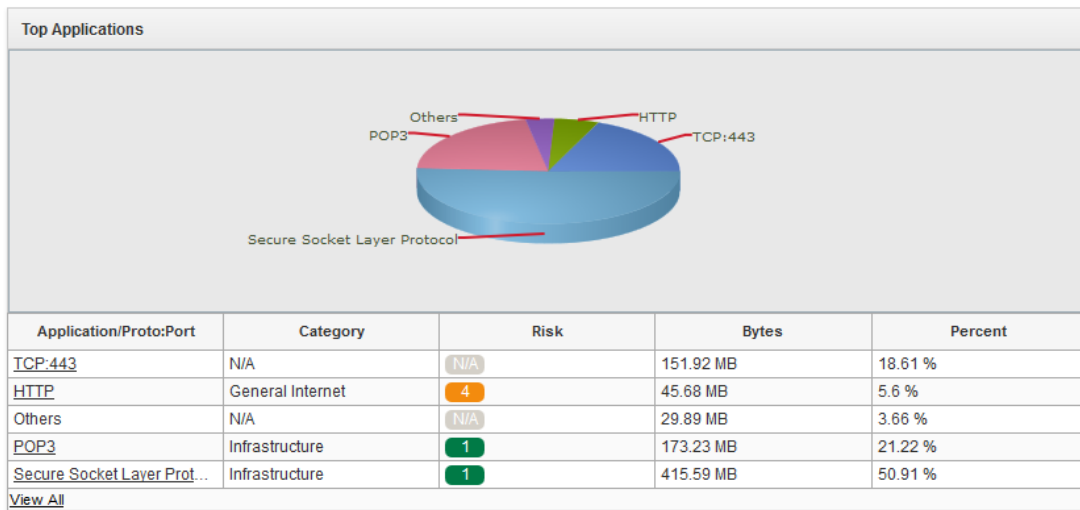 Top Applications
Others
HTTP
POP3
TCP:443
Secure Socket Layer Protocol
Application/Proto:Port Category Risk Bytes Percent
TCP:443 N/A N/A 151.92 MB 18.61 %
HTTP General Internet 4 45.68 MB 5.6 %
Others N/A N/A 29.89 MB 3.66 %
POP3 Infrastructure 1 173.23 MB 21.22 %
Secure Socket Layer Prot... Infrastructure 1 415.59 MB 50.91 %
View All